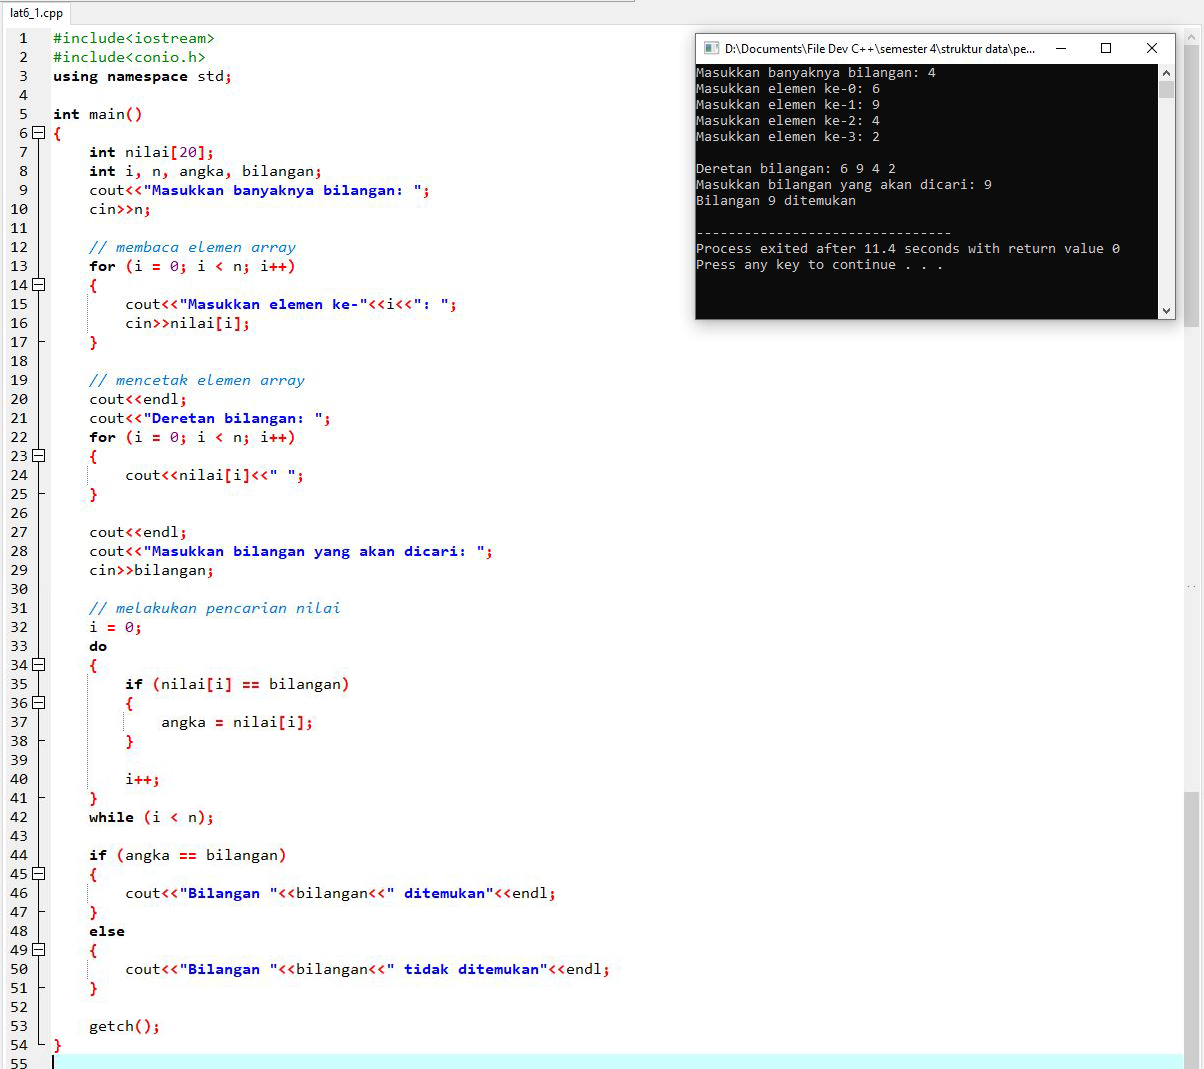 lat6_1.cpp
1 #include<iostream>
2 #include<conio.h>
3 using namespace std;
4
5 int main()
6 {
7 int nilai[20];
8 int i, n, angka, bilangan;
9 cout<<"Masukkan banyaknya bilangan: ";
10 cin>>n;
11
12 // membaca elemen array
13 for (i = 0; i < n; i++)
14 {
15 cout<<"Masukkan elemen ke-"<<i<<": ";
16 cin>>nilai[i];
17 }
18
19 // mencetak elemen array
20 cout<<endl;
21 cout<<"Deretan bilangan: ";
22 for (i = 0; i < n; i++)
23 {
24 cout<<nilai[i]<<" ";
25 }
26
27 cout<<endl;
28 cout<<"Masukkan bilangan yang akan dicari: ";
29 cin>>bilangan;
30
31 // melakukan pencarian nilai
32 i = 0;
33 do
34 {
35 if (nilai[i] == bilangan)
36 {
37 angka = nilai[i];
38 }
39
40 i++;
41 }
42 while (i < n);
43
44 if (angka == bilangan)
45 {
46 cout<<"Bilangan "<<bilangan<<" ditemukan"<<endl;
47 }
48 else
49 {
50 cout<<"Bilangan "<<bilangan<<" tidak ditemukan"<<endl;
51 }
52
53 getch();
54 }
55
D:\Documents\File Dev C++\semester 4\struktur data\pe...
Masukkan banyaknya bilangan: 4
Masukkan elemen ke-0: 6
Masukkan elemen ke-1: 9
Masukkan elemen ke-2: 4
Masukkan elemen ke-3: 2
Deretan bilangan: 6 9 4 2
Masukkan bilangan yang akan dicari: 9
Bilangan 9 ditemukan
--------------------------------
Process exited after 11.4 seconds with return value 0
Press any key to continue . . .